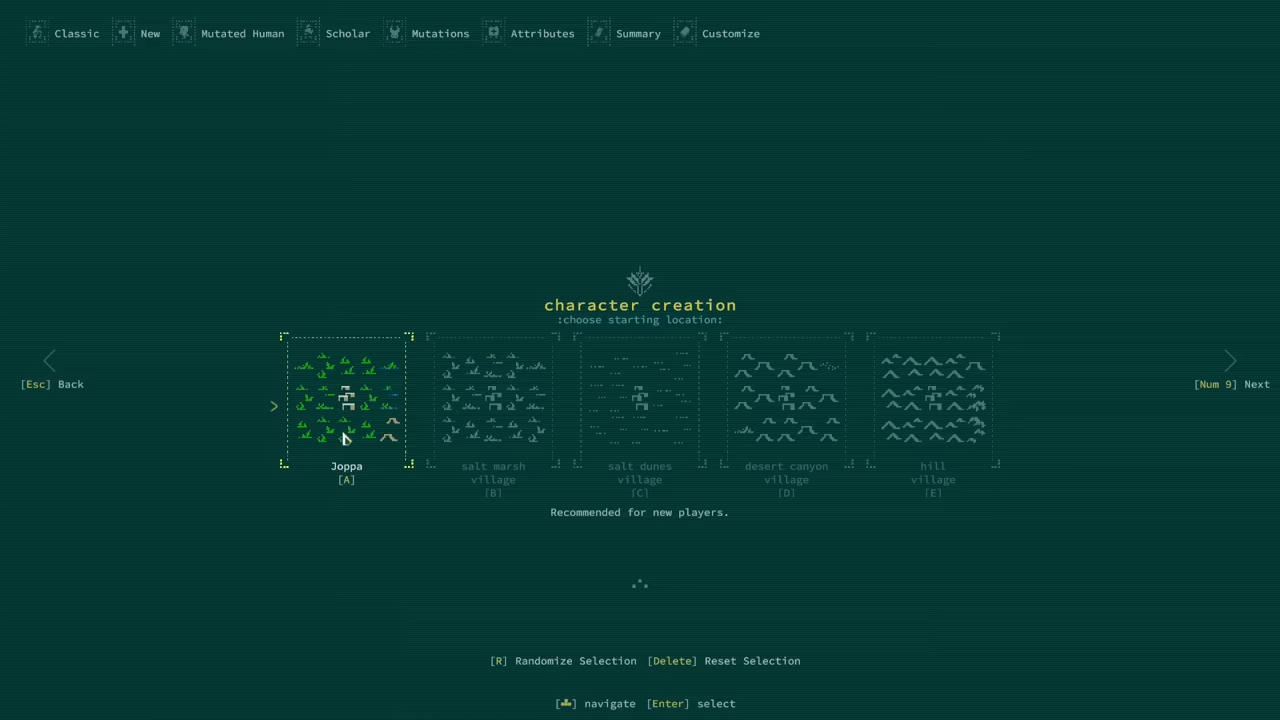 Classic New Mutated Human Scholar Mutations Attributes Summary Customize
character creation
:choose starting location:
[Esc] Back
[Num 9] Next
Joppa
[A]
salt marsh
village
[B]
salt dunes
village
[C]
desert canyon
village
[D]
hill
village
[E]
Recommended for new players.
[R] Randomize Selection [Delete] Reset Selection
navigate [Enter] select